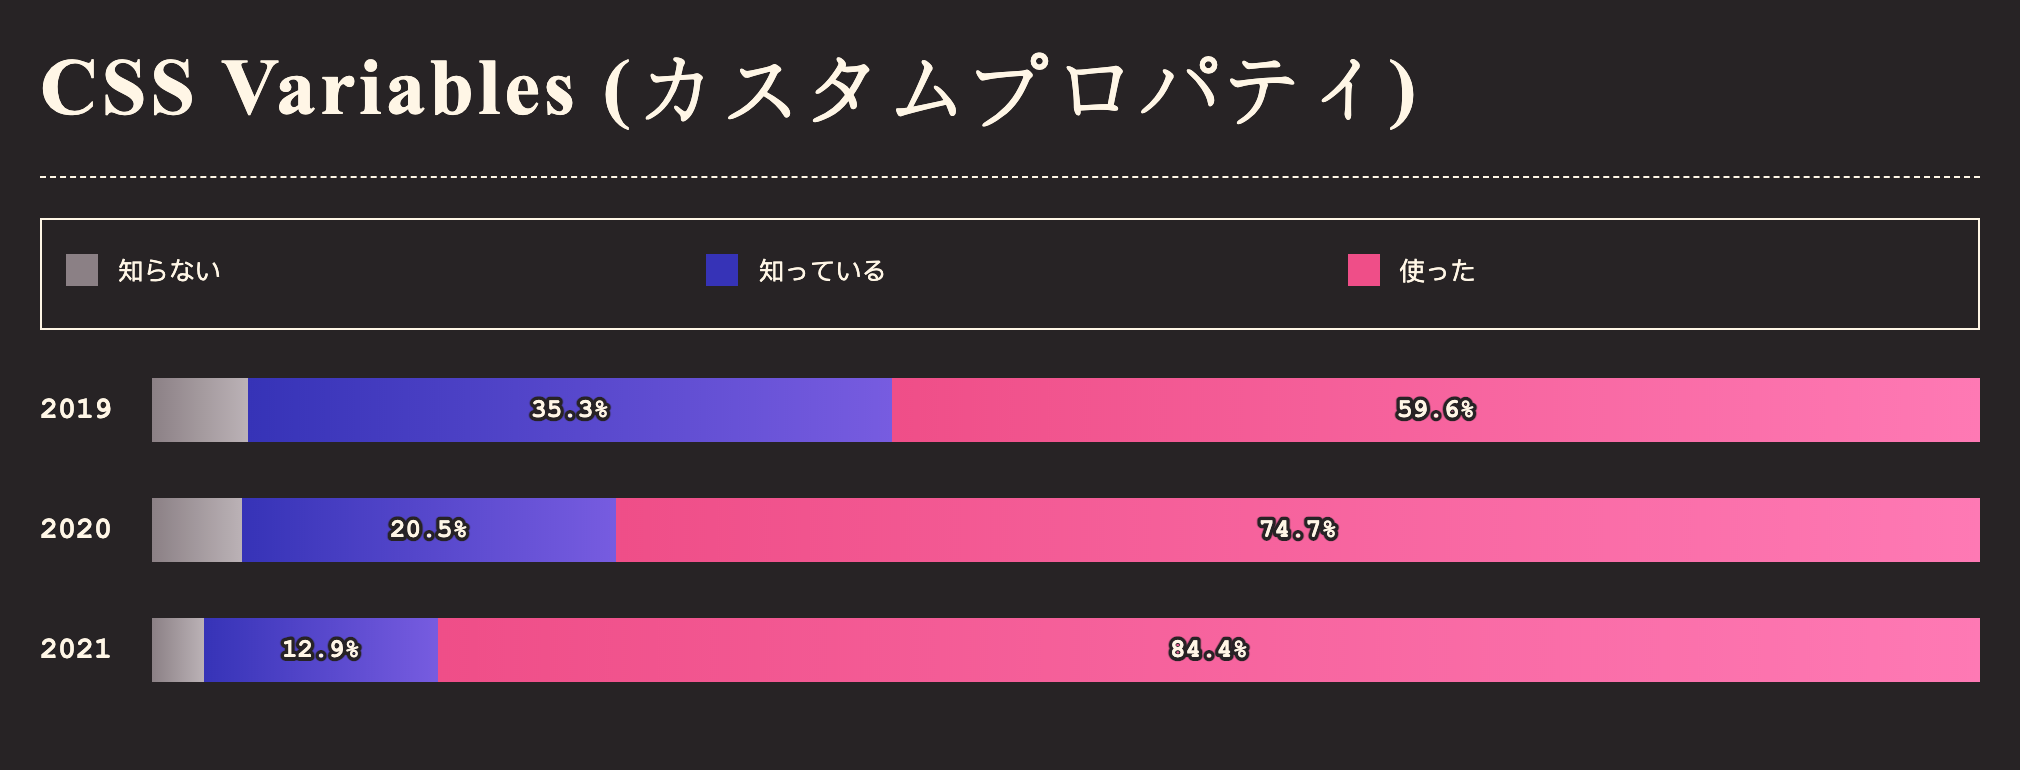 CSS Variables (カスタムプロパティ)
知らない 知っている 使った
2019 35.3% 59.6%
2020 20.5% 74.7%
2021 12.9% 84.4%